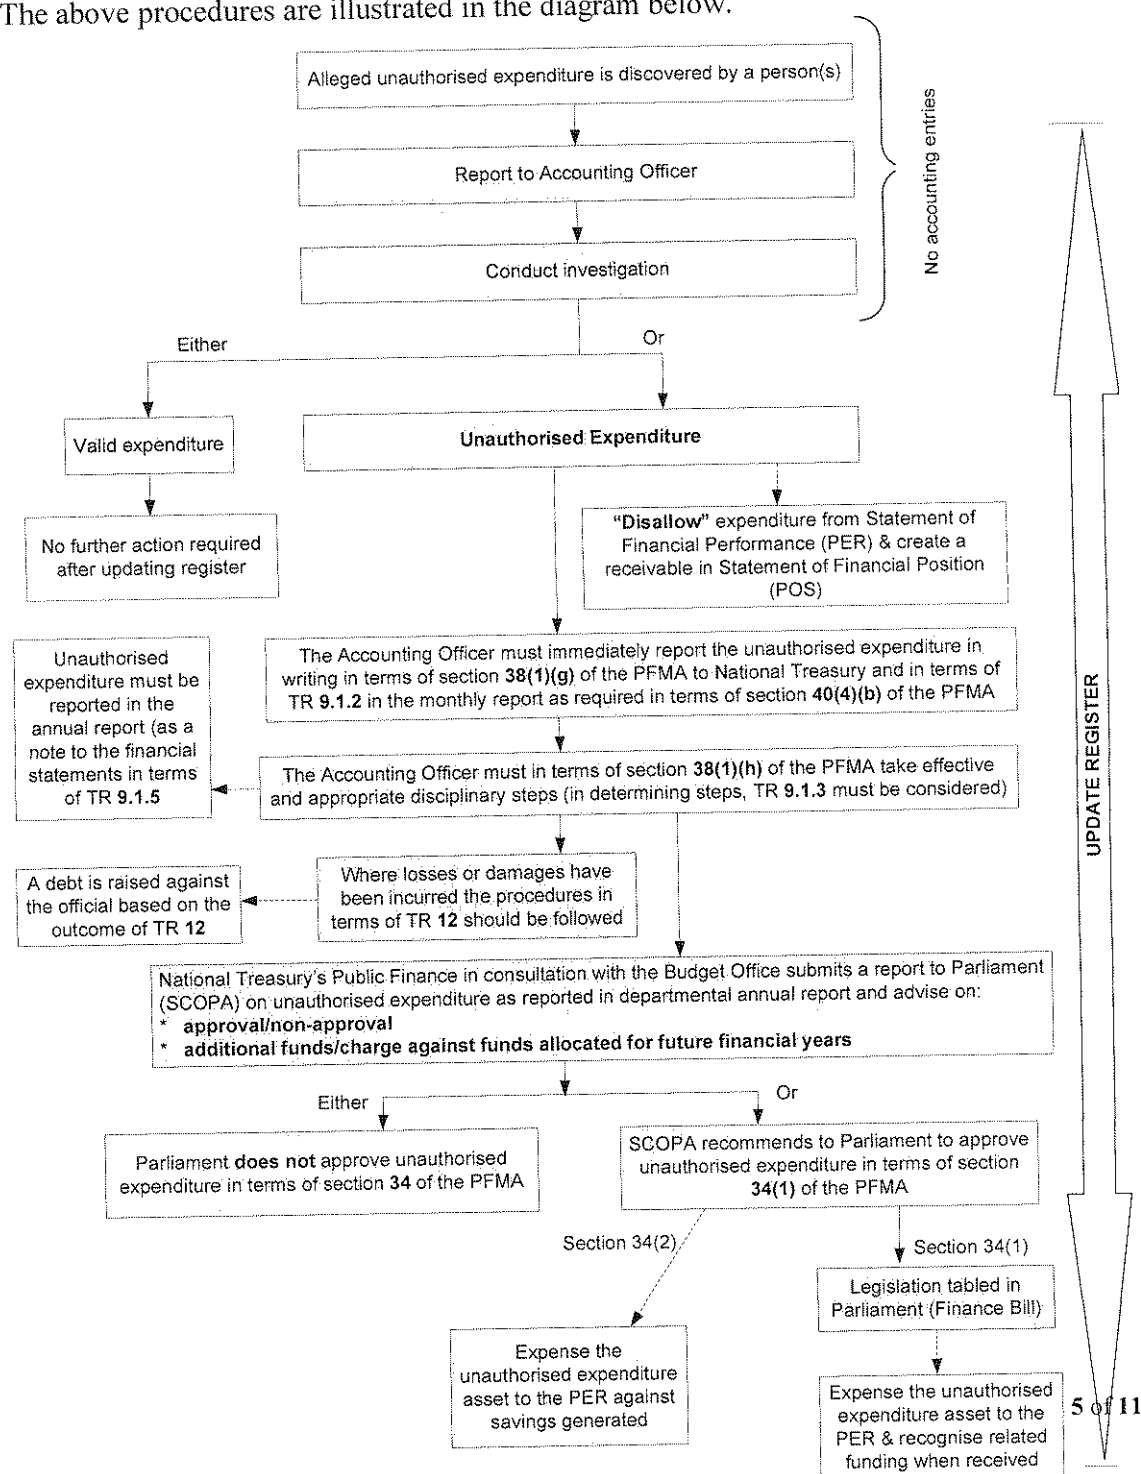 The above procedures are illustrated in the diagram below.
Alleged unauthorised expenditure is discovered by a person(s)
Report to Accounting Officer
Conduct investigation
No accounting entries
Either
Or
Valid expenditure
Unauthorised Expenditure
No further action required
after updating register
"Disallow" expenditure from Statement of
Financial Performance (PER) & create a
receivable in Statement of Financial Position
(POS)
Unauthorised
expenditure must be
reported in the
annual report (as a
note to the financial
statements in terms
of TR 9.1.5
The Accounting Officer must immediately report the unauthorised expenditure in
writing in terms of section 38(1)(g) of the PFMA to National Treasury and in terms of
TR 9.1.2 in the monthly report as required in terms of section 40(4)(b) of the PFMA
The Accounting Officer must in terms of section 38(1)(h) of the PFMA take effective
and appropriate disciplinary steps (in determining steps, TR 9.1.3 must be considered)
UPDATE REGISTER
A debt is raised against
the official based on the
outcome of TR 12
Where losses or damages have
been incurred the procedures in
terms of TR 12 should be followed
National Treasury's Public Finance in consultation with the Budget Office submits a report to Parliament
(SCOPA) on unauthorised expenditure as reported in departmental annual report and advise on:
* approval/non-approval
* additional funds/charge against funds allocated for future financial years
Either
Or
Parliament does not approve unauthorised
expenditure in terms of section 34 of the PFMA
SCOPA recommends to Parliament to approve
unauthorised expenditure in terms of section
34(1) of the PFMA
Section 34(2)
Section 34(1)
Legislation tabled in
Parliament (Finance Bill)
Expense the
unauthorised expenditure
asset to the PER against
savings generated
Expense the unauthorised
expenditure asset to the
PER & recognise related
funding when received
5 of 11